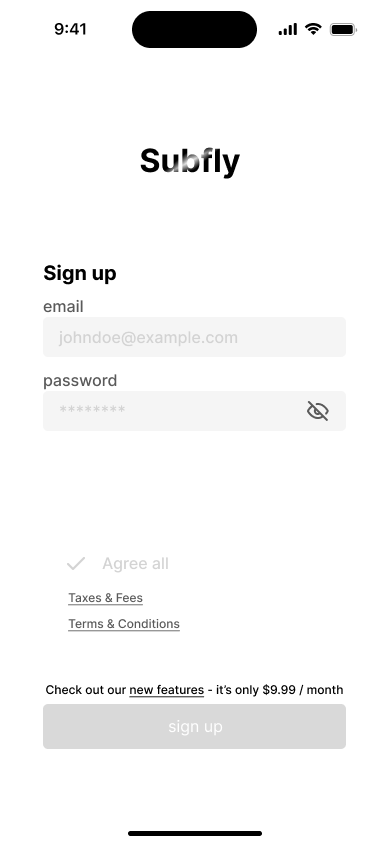 9:41
Subfly
Sign up
email
johndoe@example.com
password
********
Agree all
Taxes & Fees
Terms & Conditions
Check out our new features - it's only $9.99 / month
sign up